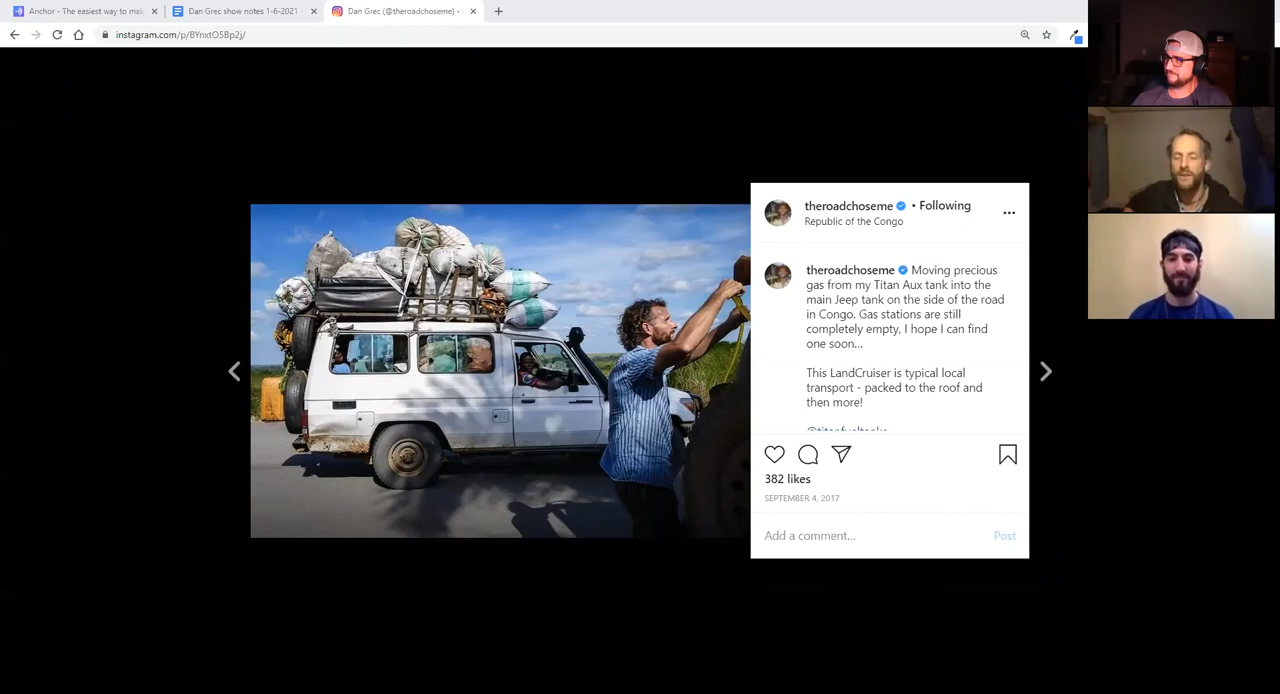 Anchor - The easiest way to mak
Dan Grec show notes 1-6-2021 -
Dan Grec (@theroadchoseme) •
instagram.com/p/BYnxtO5Bp2j/
theroadchoseme • Following
Republic of the Congo
theroadchoseme Moving precious
gas from my Titan Aux tank into the
main Jeep tank on the side of the road
in Congo. Gas stations are still
completely empty, I hope I can find
one soon...
This LandCruiser is typical local
transport - packed to the roof and
then more!
@titanfueltanks
382 likes
SEPTEMBER 4, 2017
Add a comment...
Post